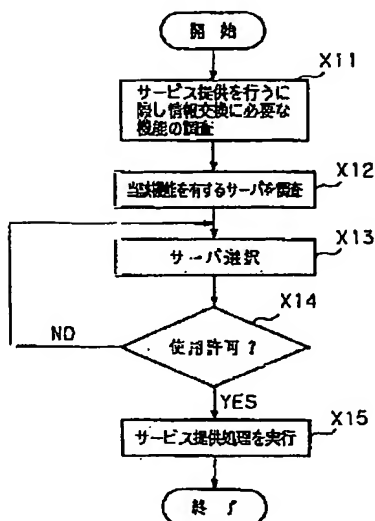 開始
X11
サービス提供を行うに
際し情報交換に必要な
機能の調査
X12
当該機能を有するサーバを調査
X13
サーバ選択
X14
使用許可?
NO
YES
X15
サービス提供処理を実行
終了